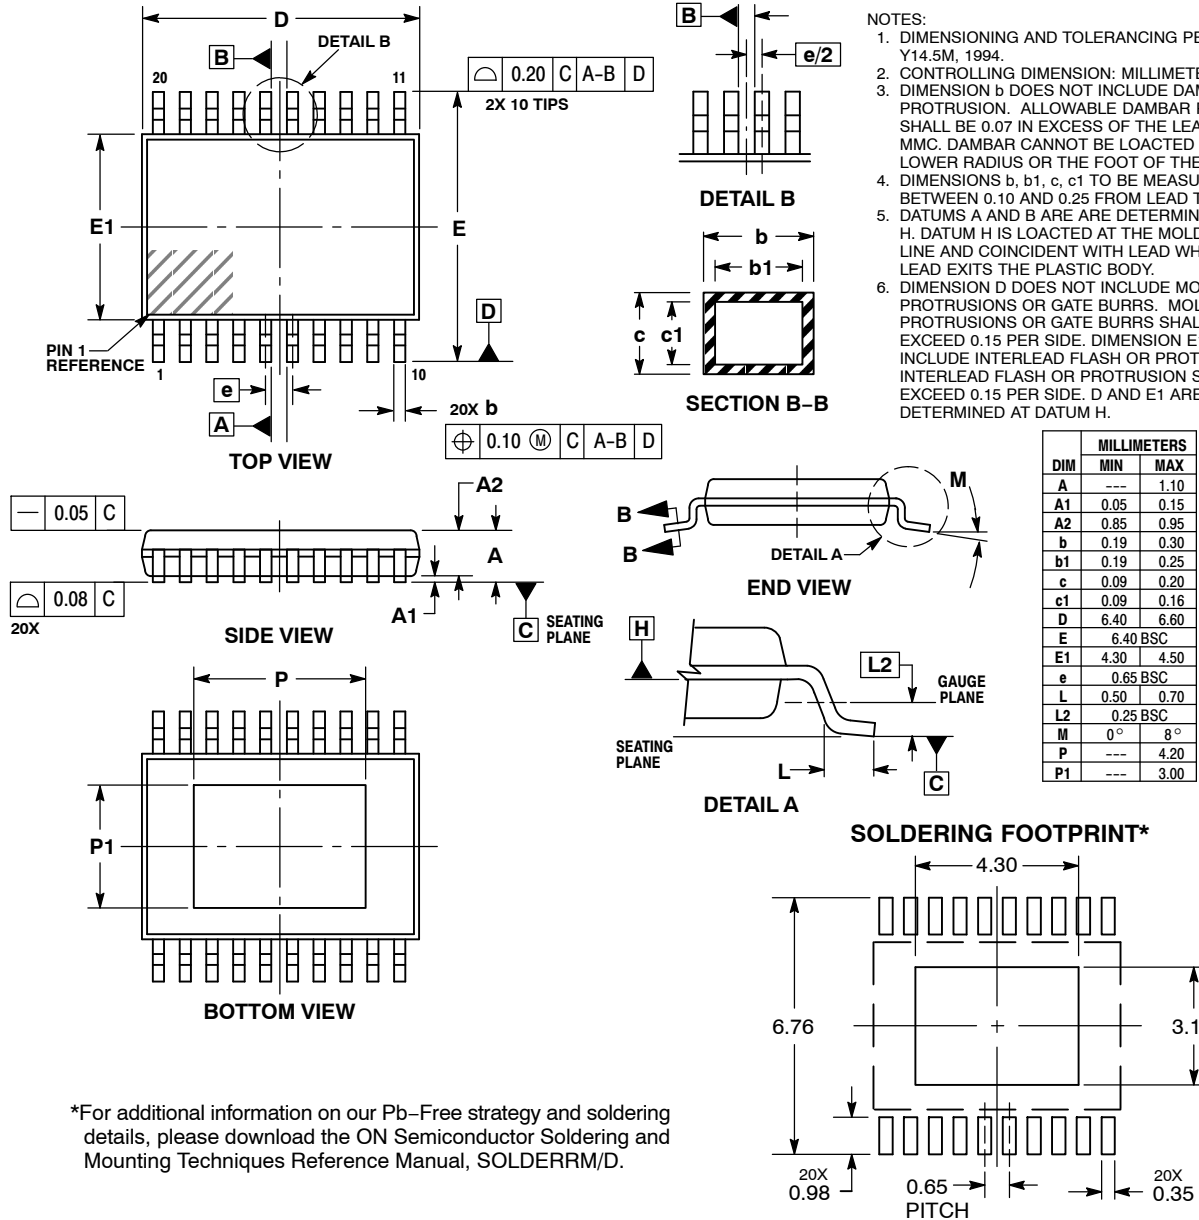 D
B
DETAIL B
20
11
0.20 C A–B D
2X 10 TIPS
E1
E
D
PIN 1
REFERENCE
1
10
e
20X b
A
0.10 M C A–B D
TOP VIEW
B
e/2
DETAIL B
b
b1
c
c1
SECTION B–B
NOTES:
1. DIMENSIONING AND TOLERANCING
Y14.5M, 1994.
2. CONTROLLING DIMENSION:
3. DIMENSION b DOES NOT INCLUDE
PROTRUSION. ALLOWABLE DAMBAR
SHALL BE 0.07 IN EXCESS OF THE
MMC. DAMBAR CANNOT BE LOACTED
LOWER RADIUS OR THE FOOT OF THE
4. DIMENSIONS b, b1, c, c1 TO BE
BETWEEN 0.10 AND 0.25 FROM LEAD
5. DATUMS A AND B ARE ARE
H. DATUM H IS LOACTED AT THE
LINE AND COINCIDENT WITH LEAD
LEAD EXITS THE PLASTIC BODY.
6. DIMENSION D DOES NOT INCLUDE
PROTRUSIONS OR GATE BURRS.
PROTRUSIONS OR GATE BURRS
EXCEED 0.15 PER SIDE. DIMENSION
INCLUDE INTERLEAD FLASH OR
INTERLEAD FLASH OR PROTRUSION
EXCEED 0.15 PER SIDE. D AND E1 ARE
DETERMINED AT DATUM H.
MILLIMETERS
DIM MIN MAX
A --- 1.10
A1 0.05 0.15
A2 0.85 0.95
b 0.19 0.30
b1 0.19 0.25
c 0.09 0.20
c1 0.09 0.16
D 6.40 6.60
E 6.40 BSC
E1 4.30 4.50
e 0.65 BSC
L 0.50 0.70
L2 0.25 BSC
M 0° 8°
P --- 4.20
P1 --- 3.00
0.05 C
A2
A
A1
0.08 C
20X
C SEATING
PLANE
SIDE VIEW
B
B
M
DETAIL A
END VIEW
H
L2
GAUGE
PLANE
SEATING
PLANE
L
C
DETAIL A
P
P1
BOTTOM VIEW
SOLDERING FOOTPRINT*
4.30
6.76
20X
0.98
0.65
PITCH
20X
0.35
*For additional information on our Pb–Free strategy and soldering
details, please download the ON Semiconductor Soldering and
Mounting Techniques Reference Manual, SOLDERRM/D.